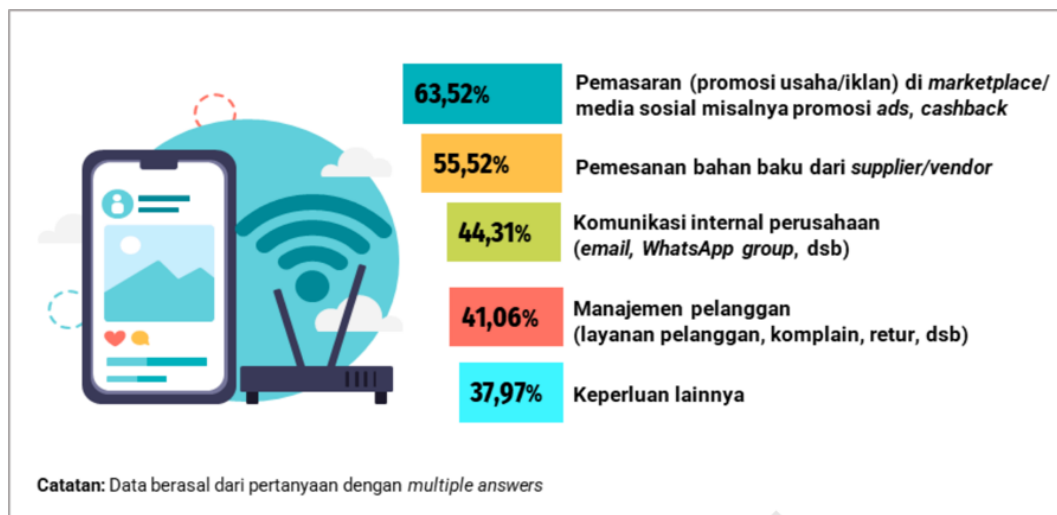 63,52%
Pemasaran (promosi usaha/iklan) di marketplace/
media sosial misalnya promosi ads, cashback
55,52%
Pemesanan bahan baku dari supplier/vendor
44,31%
Komunikasi internal perusahaan
(email, WhatsApp group, dsb)
41,06%
Manajemen pelanggan
(layanan pelanggan, komplain, retur, dsb)
37,97%
Keperluan lainnya
Catatan: Data berasal dari pertanyaan dengan multiple answers